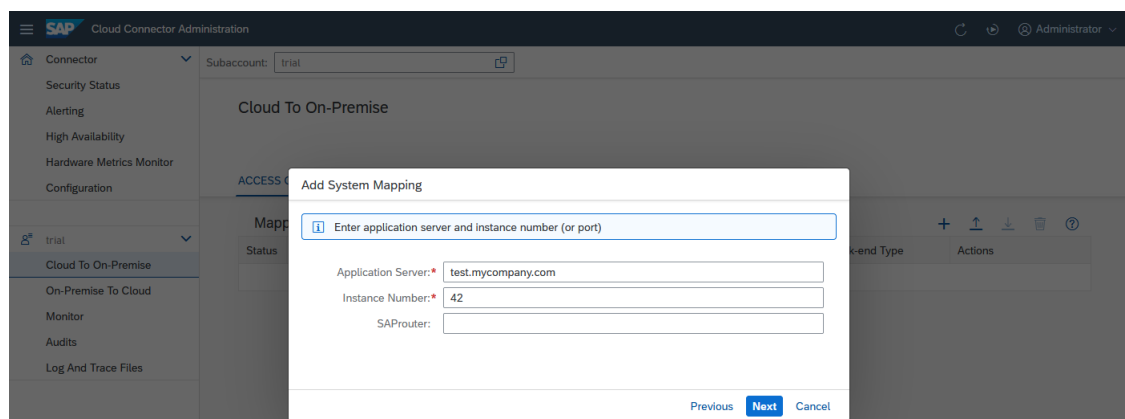 SAP Cloud Connector Administration Administrator
Connector
Subaccount: trial
Security Status
Alerting
Cloud To On-Premise
High Availability
Hardware Metrics Monitor
Configuration
ACCESS
Add System Mapping
Mapp
i Enter application server and instance number (or port)
trial
Status
k-end Type Actions
Cloud To On-Premise
Application Server:* test.mycompany.com
On-Premise To Cloud
Instance Number:* 42
Monitor
SAProuter:
Audits
Log And Trace Files
Previous Next Cancel